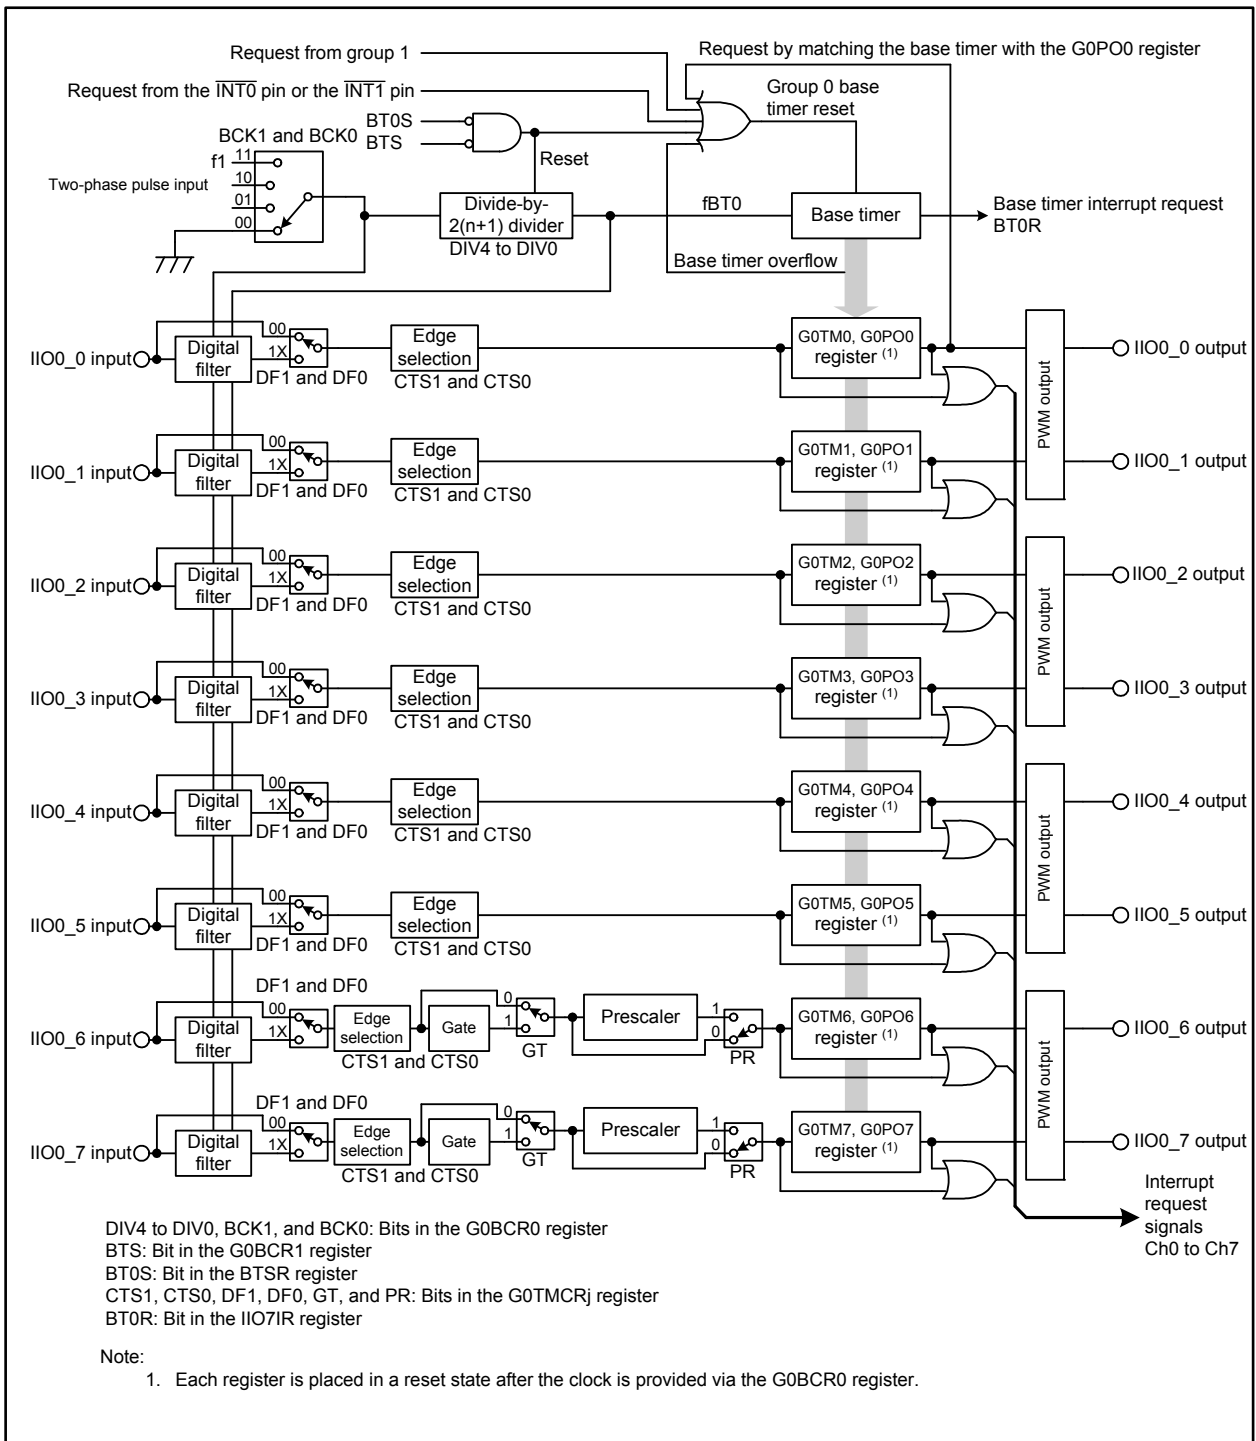 Request from group 1
Request by matching the base timer with the G0PO0 register
Request from the INT0 pin or the INT1 pin
Group 0 base
timer reset
BT0S
BTS
BCK1 and BCK0
f1
11
Two-phase pulse input
10
01
00
Reset
Divide-by-
2(n+1) divider
DIV4 to DIV0
fBT0
Base timer
Base timer interrupt request
BT0R
Base timer overflow
IIO0_0 input
Digital
filter
00
1X
DF1 and DF0
Edge
selection
CTS1 and CTS0
G0TM0, G0PO0
register (1)
PWM output
IIO0_0 output
IIO0_1 input
Digital
filter
00
1X
DF1 and DF0
Edge
selection
CTS1 and CTS0
G0TM1, G0PO1
register (1)
IIO0_1 output
IIO0_2 input
Digital
filter
00
1X
DF1 and DF0
Edge
selection
CTS1 and CTS0
G0TM2, G0PO2
register (1)
PWM output
IIO0_2 output
IIO0_3 input
Digital
filter
00
1X
DF1 and DF0
Edge
selection
CTS1 and CTS0
G0TM3, G0PO3
register (1)
IIO0_3 output
IIO0_4 input
Digital
filter
00
1X
DF1 and DF0
Edge
selection
CTS1 and CTS0
G0TM4, G0PO4
register (1)
PWM output
IIO0_4 output
IIO0_5 input
Digital
filter
00
1X
DF1 and DF0
Edge
selection
CTS1 and CTS0
G0TM5, G0PO5
register (1)
IIO0_5 output
DF1 and DF0
IIO0_6 input
Digital
filter
00
1X
Edge
selection
CTS1 and CTS0
Gate
0
1
GT
Prescaler
1
0
PR
G0TM6, G0PO6
register (1)
PWM output
IIO0_6 output
DF1 and DF0
IIO0_7 input
Digital
filter
00
1X
Edge
selection
CTS1 and CTS0
Gate
0
1
GT
Prescaler
1
0
PR
G0TM7, G0PO7
register (1)
IIO0_7 output
Interrupt
request
signals
Ch0 to Ch7
DIV4 to DIV0, BCK1, and BCK0: Bits in the G0BCR0 register
BTS: Bit in the G0BCR1 register
BT0S: Bit in the BTSR register
CTS1, CTS0, DF1, DF0, GT, and PR: Bits in the G0TMCRj register
BT0R: Bit in the IIO7IR register
Note:
1. Each register is placed in a reset state after the clock is provided via the G0BCR0 register.